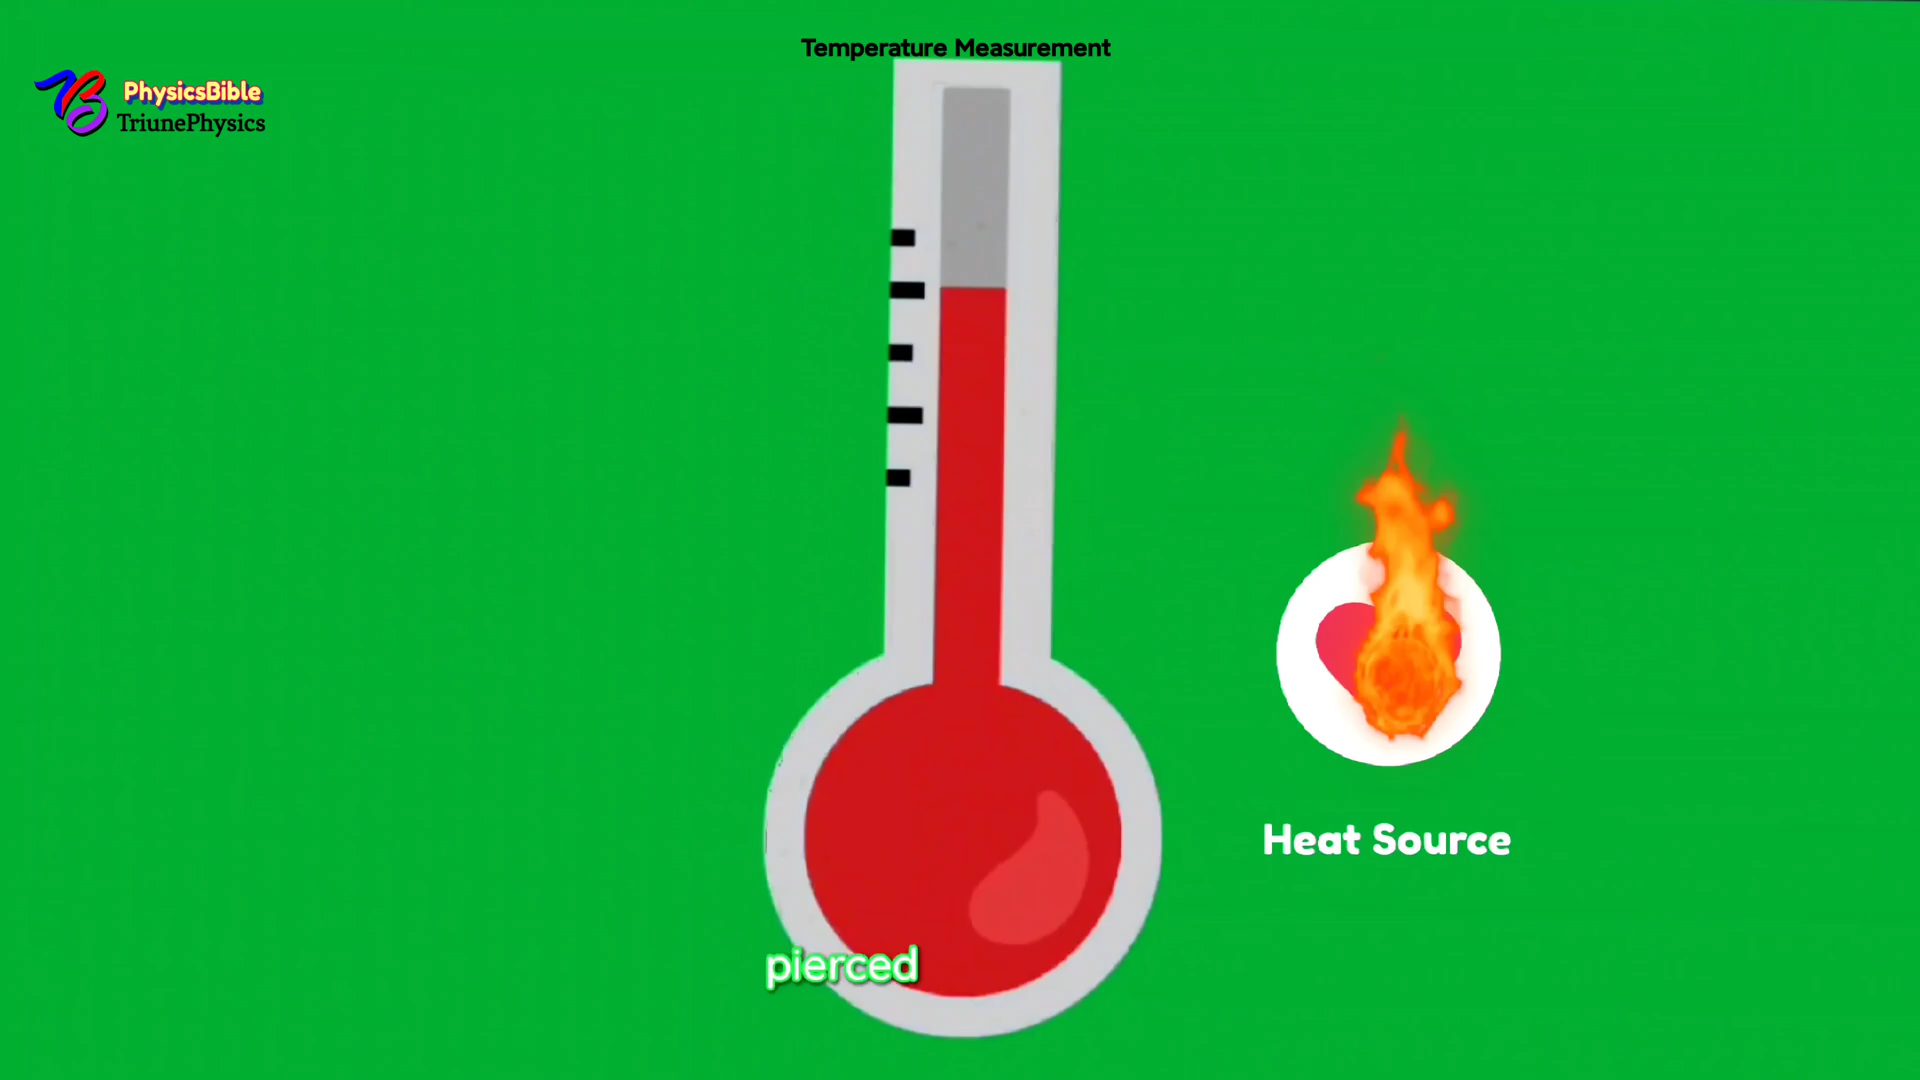 Temperature Measurement
PhysicsBible
TriunePhysics
Heat Source
pierced